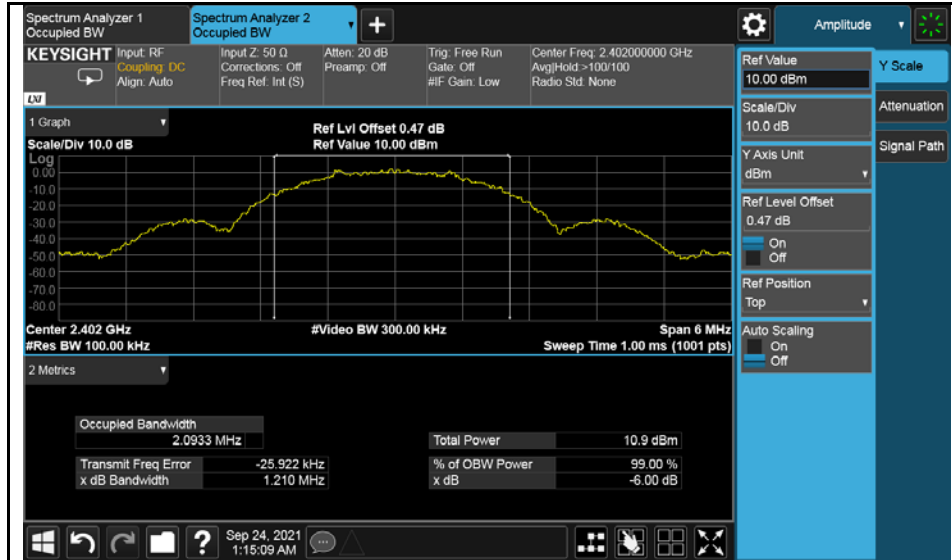 Spectrum Analyzer 1
Occupied BW
Spectrum Analyzer 2
Occupied BW
▼
+
Amplitude
KEYSIGHT
LXI
Input: RF
Coupling: DC
Align: Auto
Input Z: 50 Ω
Corrections: Off
Freq Ref: Int (S)
Atten: 20 dB
Preamp: Off
Trig: Free Run
Gate: Off
#IF Gain: Low
Center Freq: 2.402000000 GHz
Avg|Hold:>100/100
Radio Std: None
1 Graph
Scale/Div 10.0 dB
Ref Lvl Offset 0.47 dB
Ref Value 10.00 dBm
Log
0.00
-10.0
-20.0
-30.0
-40.0
-50.0
-60.0
-70.0
-80.0
Center 2.402 GHz
#Res BW 100.00 kHz
#Video BW 300.00 kHz
Span 6 MHz
Sweep Time 1.00 ms (1001 pts)
2 Metrics
Occupied Bandwidth
2.0933 MHz
Transmit Freq Error -25.922 kHz
x dB Bandwidth 1.210 MHz
Total Power 10.9 dBm
% of OBW Power 99.00 %
x dB -6.00 dB
Ref Value
10.00 dBm
Scale/Div
10.0 dB
Y Axis Unit
dBm
Ref Level Offset
0.47 dB
On
Off
Ref Position
Top
Auto Scaling
On
Off
Y Scale
Attenuation
Signal Path
?
Sep 24, 2021
1:15:09 AM